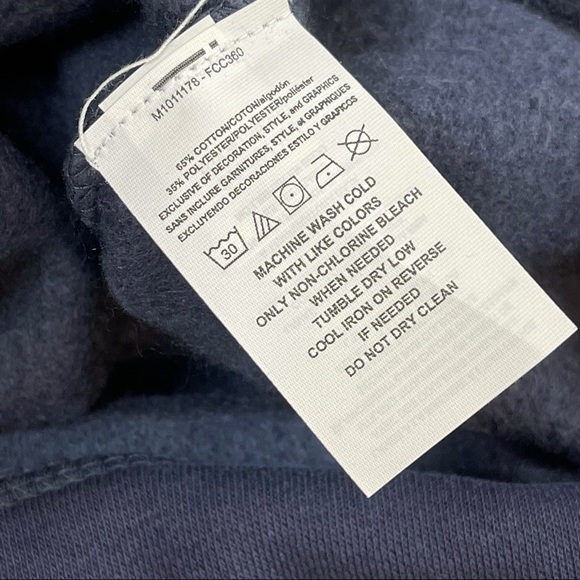 M1011178 - FCC360
65% COTTON/COTON/algodón
35% POLYESTER/POLYESTER/poliéster
EXCLUSIVE OF DECORATION, STYLE, and GRAPHICS
SANS INCLURE GARNITURES, STYLE, et GRAPHIQUES
EXCLUYENDO DECORACIONES ESTILO Y GRAFICOS
30
MACHINE WASH COLD
WITH LIKE COLORS
ONLY NON-CHLORINE BLEACH
WHEN NEEDED
TUMBLE DRY LOW
COOL IRON ON REVERSE
IF NEEDED
DO NOT DRY CLEAN